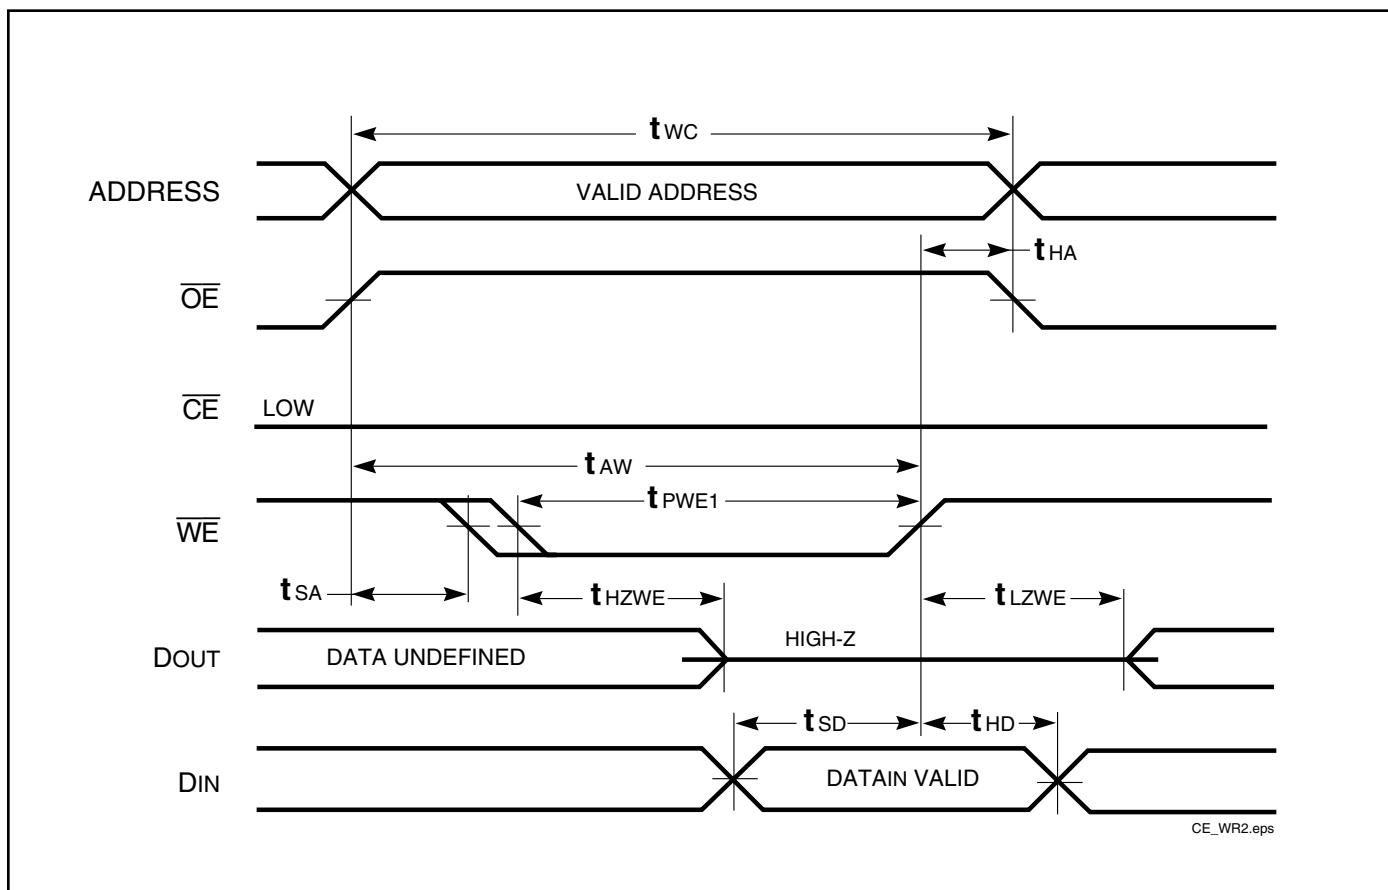 tWC
ADDRESS
VALID ADDRESS
tHA
OE
CE
LOW
tAW
tPWE1
WE
tSA
tHZWE
tLZWE
HIGH-Z
DOUT
DATA UNDEFINED
tSD
tHD
DIN
DATAIN VALID
CE_WR2.eps